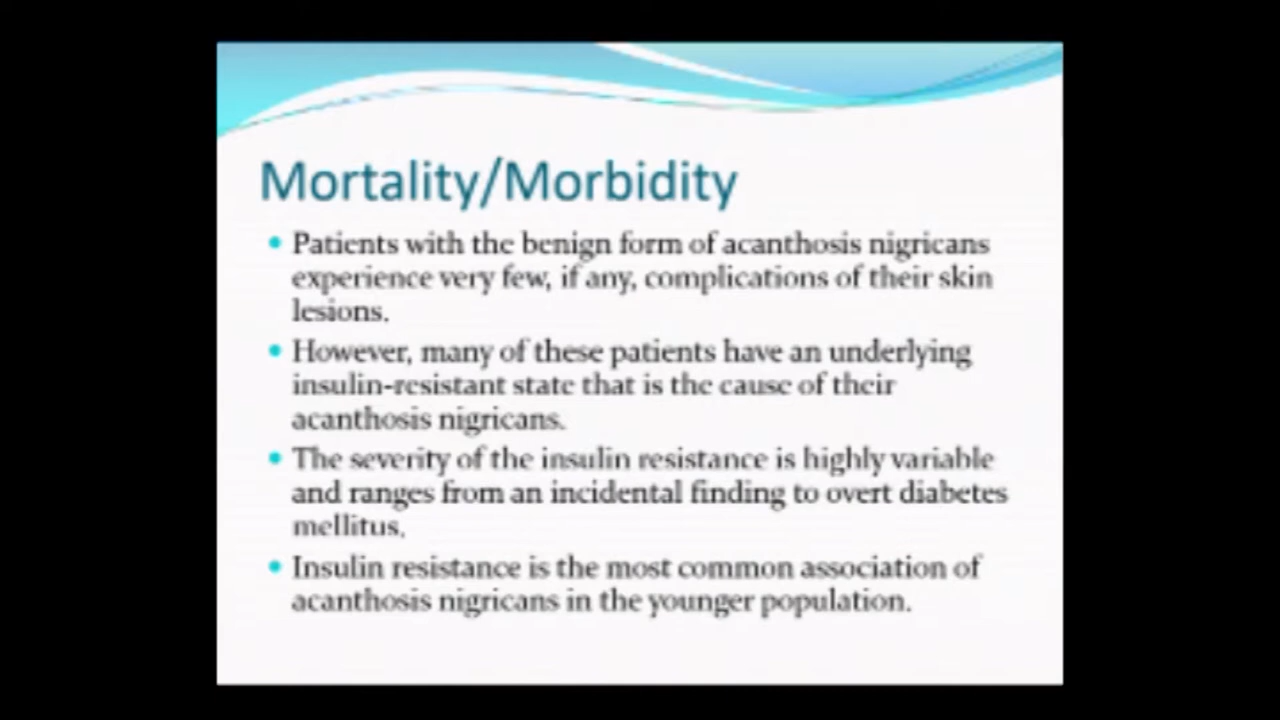 Mortality/Morbidity
Patients with the benign form of acanthosis nigricans
experience very few, if any, complications of their skin
lesions.
However, many of these patients have an underlying
insulin-resistant state that is the cause of their
acanthosis nigricans.
The severity of the insulin resistance is highly variable
and ranges from an incidental finding to overt diabetes
mellitus.
Insulin resistance is the most common association of
acanthosis nigricans in the younger population.